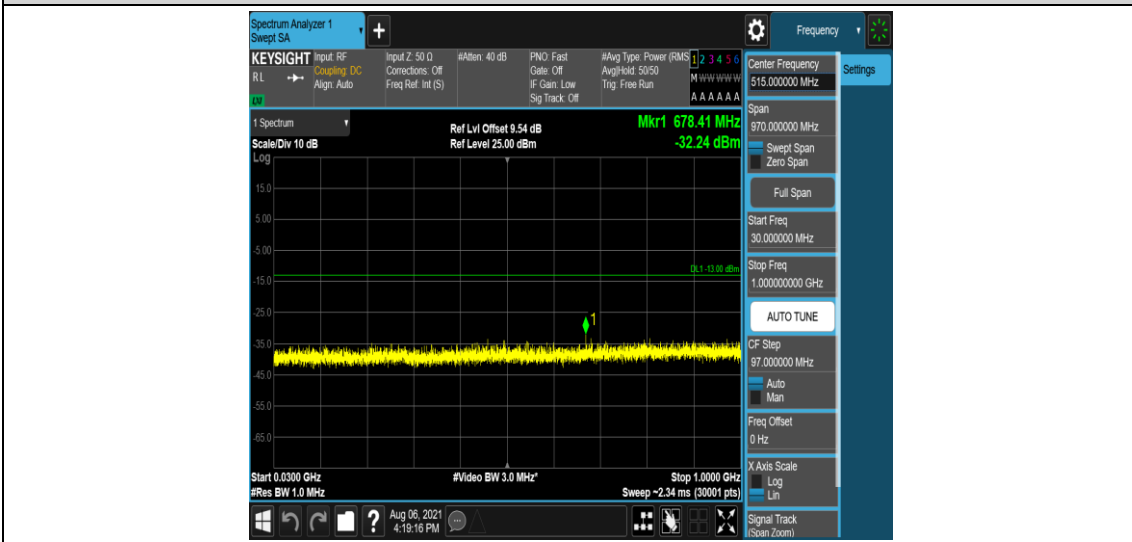 Spectrum Analyzer 1
Swept SA
+
Frequency
KEYSIGHT
RL
LXI
Input: RF
Coupling: DC
Align: Auto
Input Z: 50 Ω
Corrections: Off
Freq Ref: Int (S)
#Atten: 40 dB
PNO: Fast
Gate: Off
IF Gain: Low
Sig Track: Off
#Avg Type: Power (RMS
Avg|Hold: 50/50
Trig: Free Run
1 2 3 4 5 6
M W W W W W
A A A A A A
1 Spectrum
Scale/Div 10 dB
Log
Ref Lvl Offset 9.54 dB
Ref Level 25.00 dBm
Mkr1 678.41 MHz
-32.24 dBm
15.0
5.00
-5.00
DL1 -13.00 dBm
-15.0
-25.0
1
-35.0
-45.0
-55.0
-65.0
Start 0.0300 GHz
#Res BW 1.0 MHz
#Video BW 3.0 MHz*
Stop 1.0000 GHz
Sweep ~2.34 ms (30001 pts)
?
Aug 06, 2021
4:19:16 PM
Center Frequency
515.000000 MHz
Settings
Span
970.000000 MHz
Swept Span
Zero Span
Full Span
Start Freq
30.000000 MHz
Stop Freq
1.000000000 GHz
AUTO TUNE
CF Step
97.000000 MHz
Auto
Man
Freq Offset
0 Hz
X Axis Scale
Log
Lin
Signal Track
(Span Zoom)